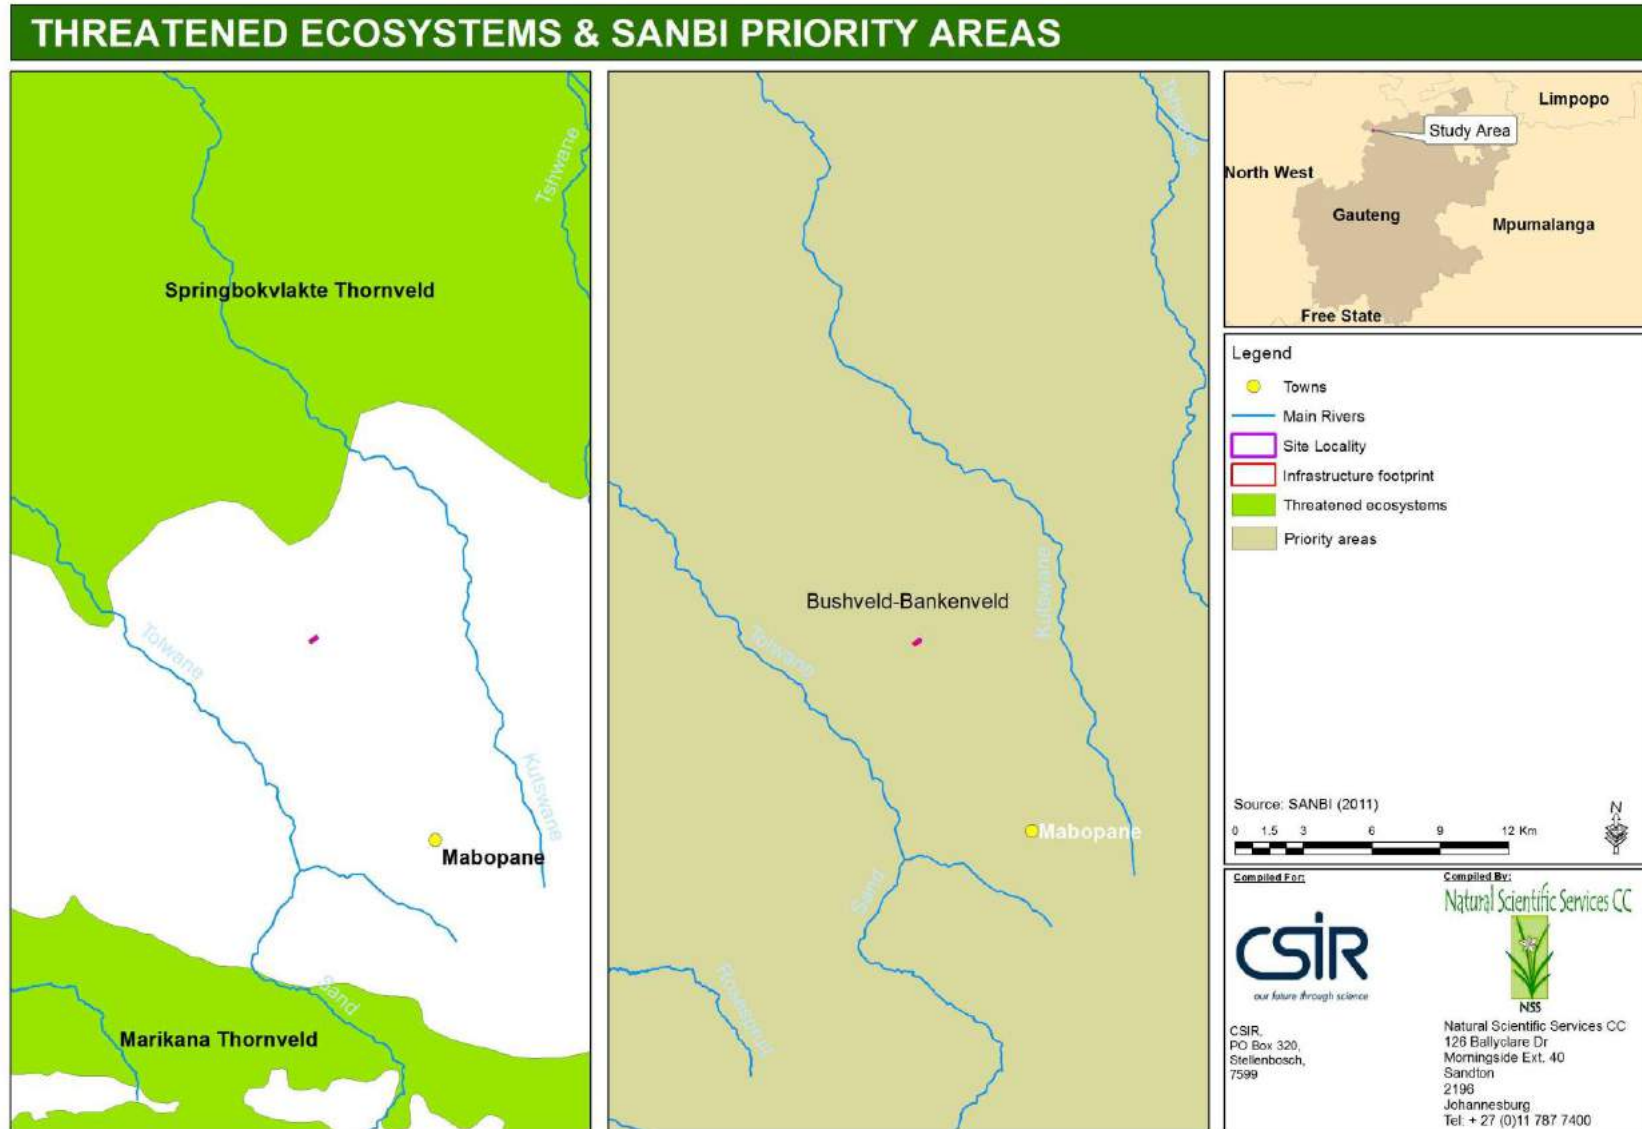 THREATENED ECOSYSTEMS & SANBI PRIORITY AREAS
Tshwane
Springbokvlakte Thornveld
Tolwane
Kutswane
Mabopane
Sand
Marikana Thornveld
Tshwane
Bushveld-Bankenveld
Kutswane
Tolwane
Mabopane
Sand
Rosespruit
Limpopo
Study Area
North West
Gauteng
Mpumalanga
Free State
Legend
Towns
Main Rivers
Site Locality
Infrastructure footprint
Threatened ecosystems
Priority areas
Source: SANBI (2011)
N
0 1.5 3 6 9 12 Km
Compiled For:
CSIR
our future through science
CSIR,
PO Box 320,
Stellenbosch,
7599
Compiled By:
Natural Scientific Services CC
NSS
Natural Scientific Services CC
126 Ballyclare Dr
Morningside Ext. 40
Sandton
2196
Johannesburg
Tel: + 27 (0)11 787 7400